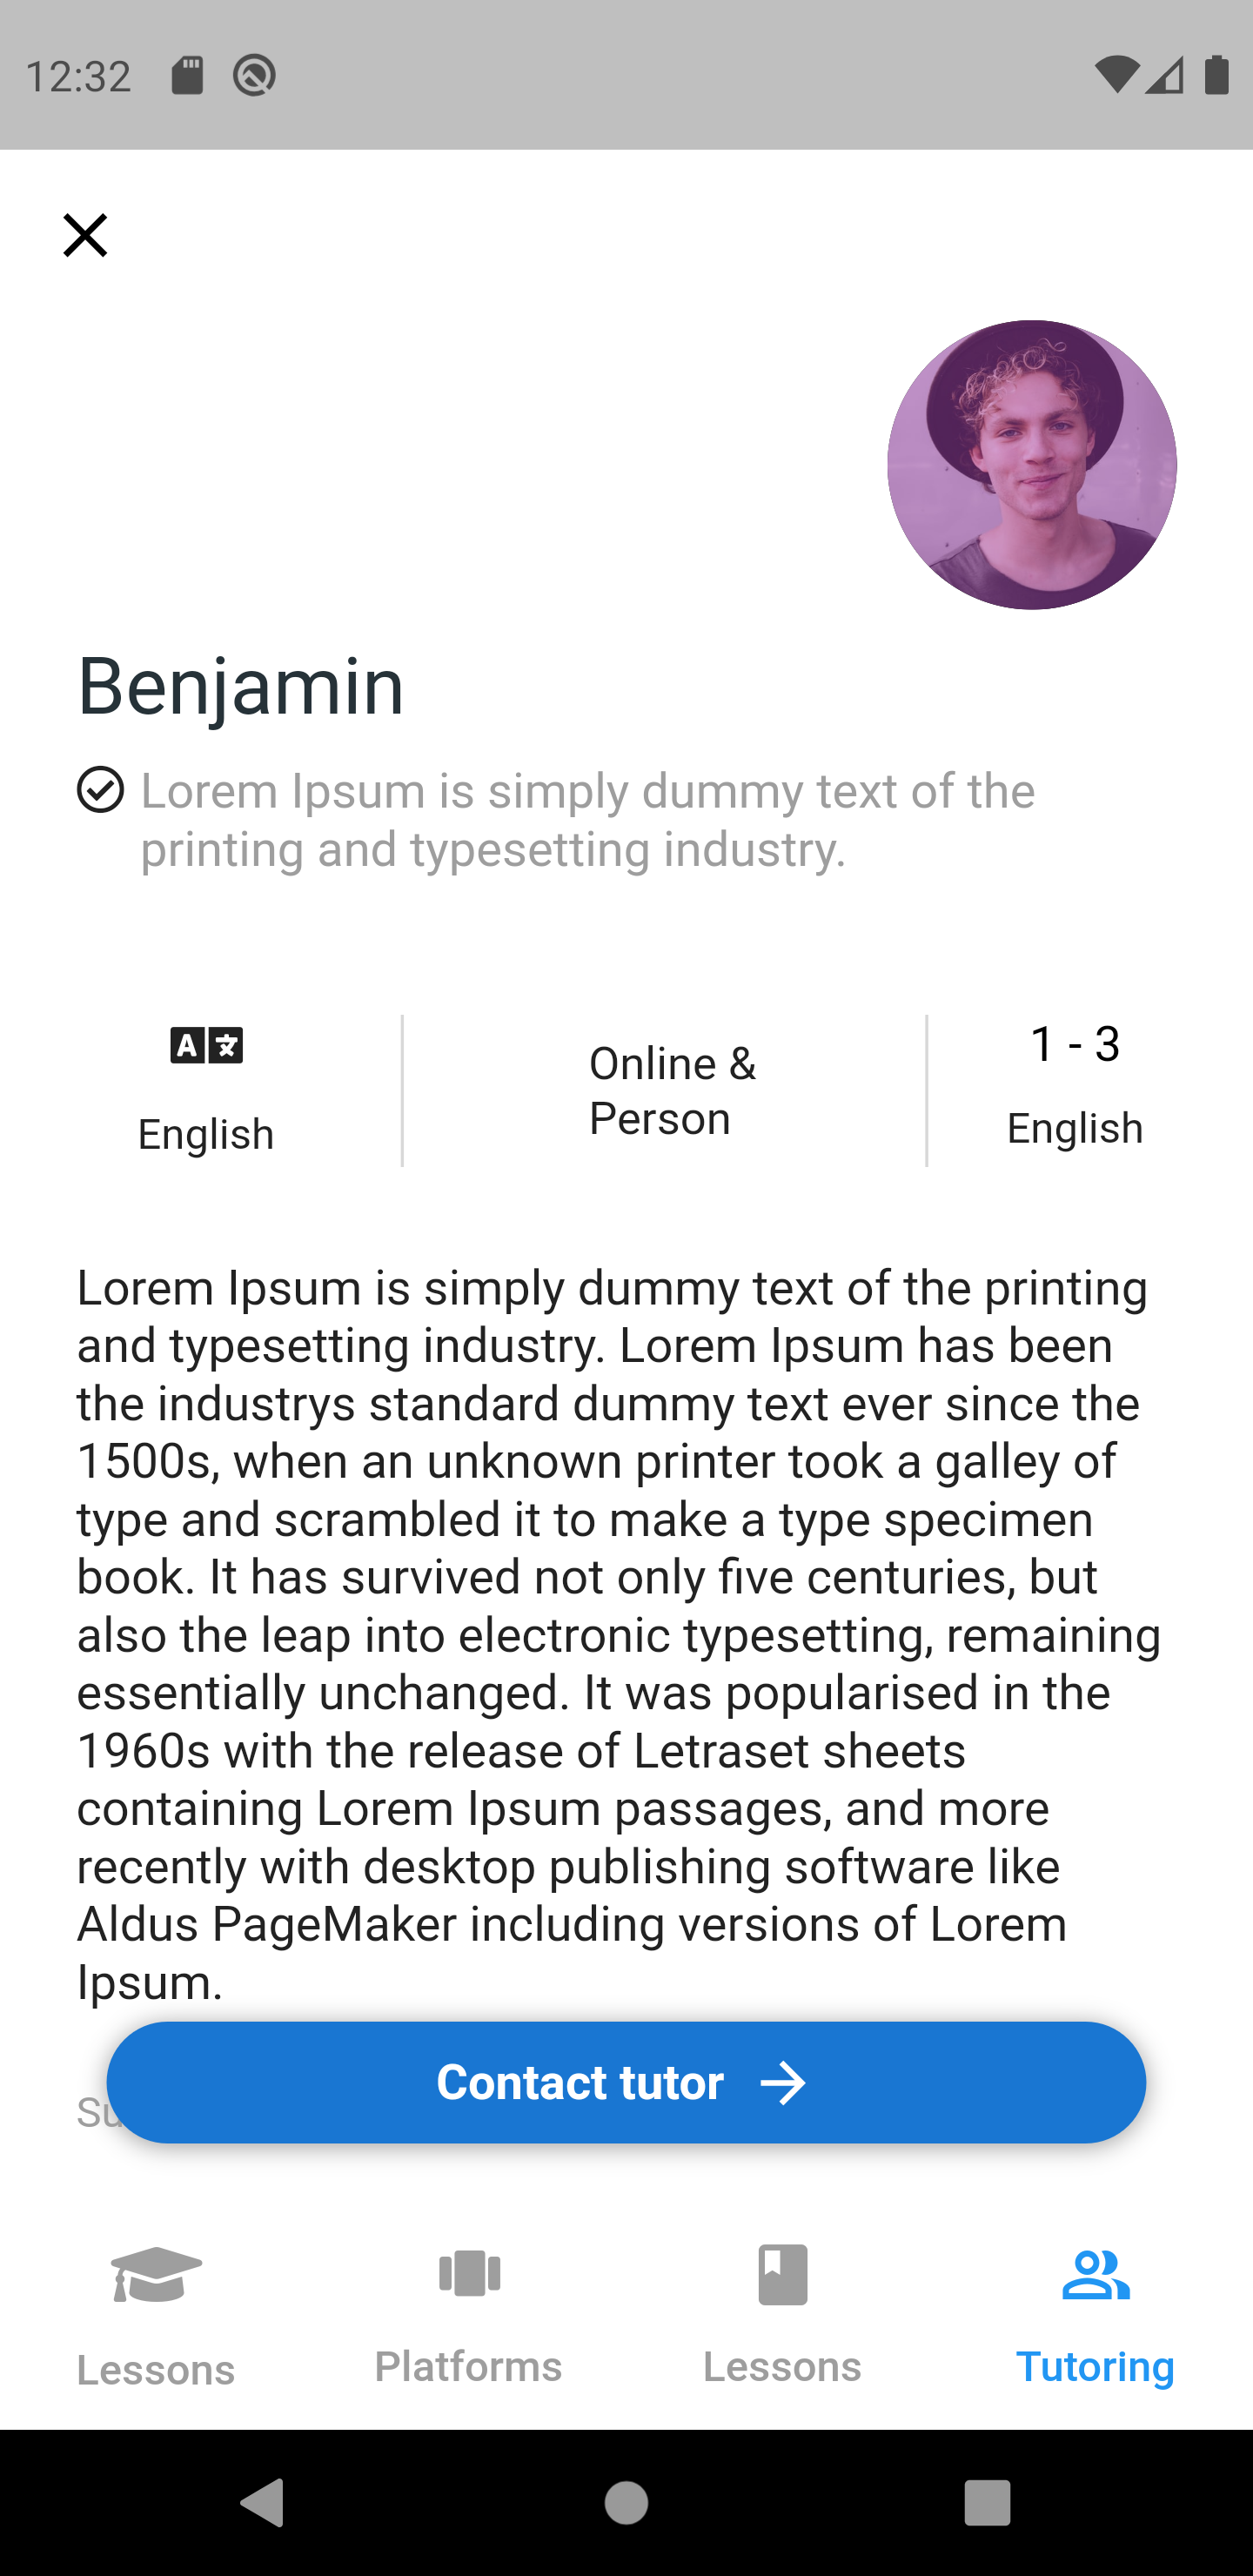 12:32
Benjamin
Lorem Ipsum is simply dummy text of the
printing and typesetting industry.
A
English
Online &
Person
1 - 3
English
Lorem Ipsum is simply dummy text of the printing
and typesetting industry. Lorem Ipsum has been
the industrys standard dummy text ever since the
1500s, when an unknown printer took a galley of
type and scrambled it to make a type specimen
book. It has survived not only five centuries, but
also the leap into electronic typesetting, remaining
essentially unchanged. It was popularised in the
1960s with the release of Letraset sheets
containing Lorem Ipsum passages, and more
recently with desktop publishing software like
Aldus PageMaker including versions of Lorem
Ipsum.
Contact tutor
Lessons
Platforms
Lessons
Tutoring